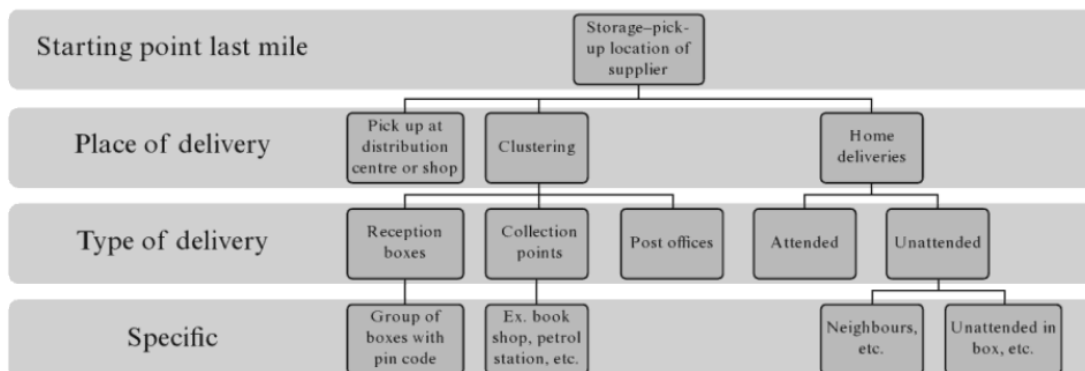 Starting point last mile
Storage–pick-
up location of
supplier
Place of delivery
Pick up at
distribution
centre or shop
Clustering
Home
deliveries
Type of delivery
Reception
boxes
Collection
points
Post offices
Attended
Unattended
Specific
Group of
boxes with
pin code
Ex. book
shop, petrol
station, etc.
Neighbours,
etc.
Unattended in
box, etc.